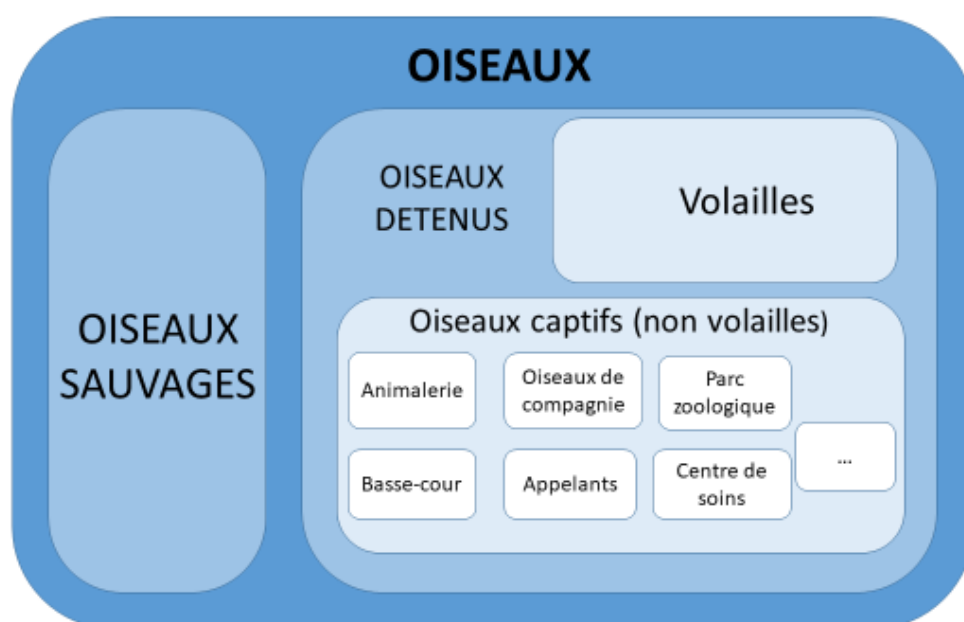 OISEAUX
OISEAUX
SAUVAGES
OISEAUX
DETENUS
Volailles
Oiseaux captifs (non volailles)
Animalerie
Oiseaux de
compagnie
Parc
zoologique
Basse-cour
Appelants
Centre de
soins
...